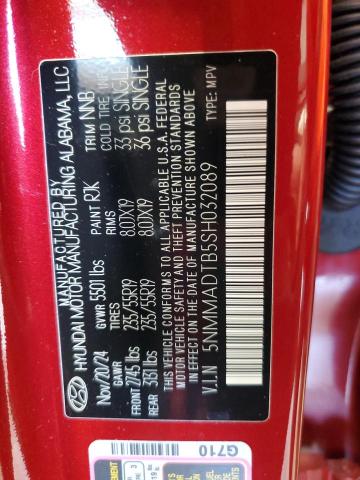 MANUFACTURED BY
HYUNDAI MOTOR MANUFACTURING ALABAMA, LLC
Nov/20/24 GVWR 5501 lbs PAINT RJK TRIM NNB
GAWR RIMS COLD TIRE
FRONT 2745 lbs 235/55R19 8.0JX19 33 psi SINGLE
REAR 3131 lbs 235/55R19 8.0JX19 36 psi SINGLE
THIS VEHICLE CONFORMS TO ALL APPLICABLE U.S.A. FEDERAL
MOTOR VEHICLE SAFETY AND THEFT PREVENTION STANDARDS
IN EFFECT ON THE DATE OF MANUFACTURE SHOWN ABOVE.
V.I.N 5NMMADTB5SH032089 TYPE: MPV
G710